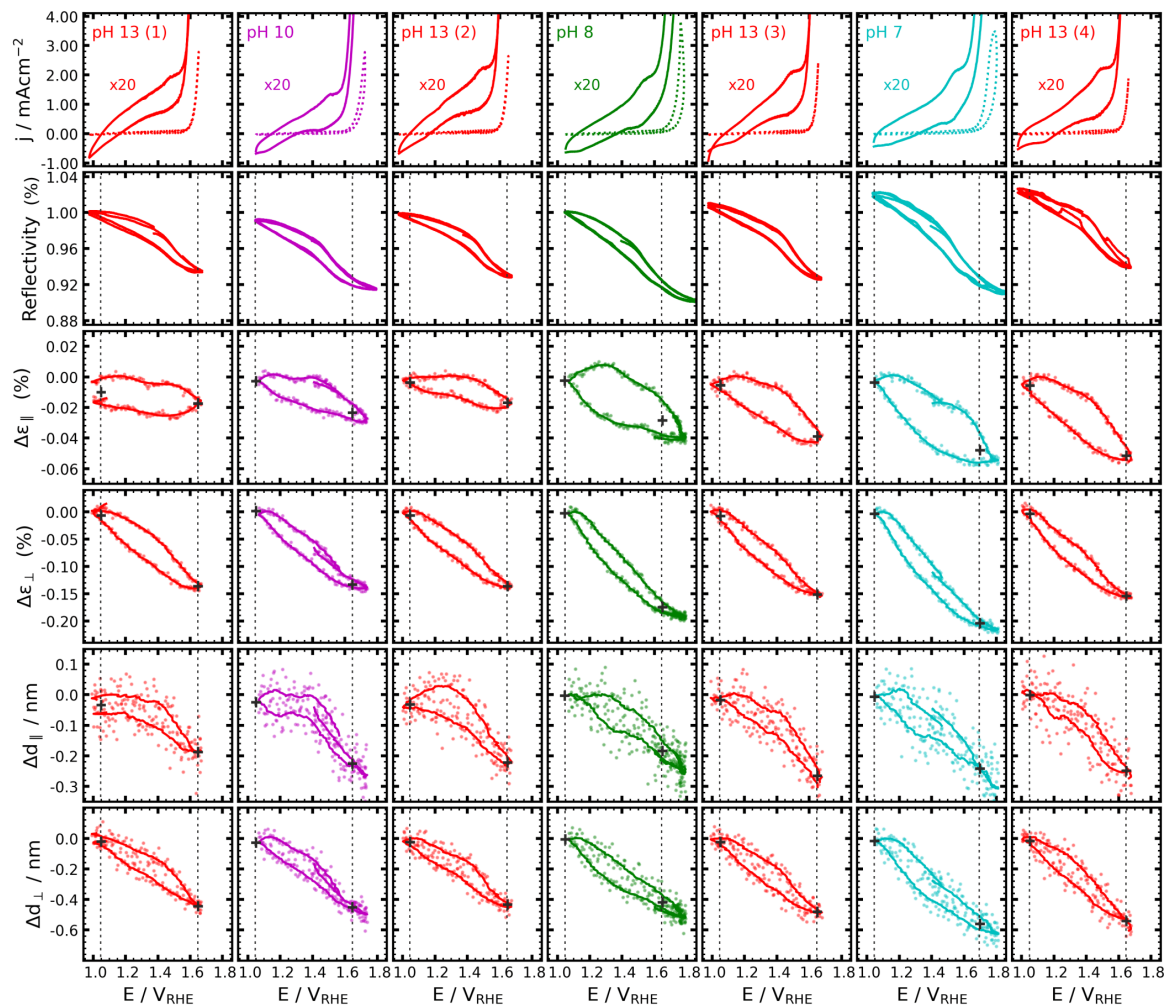 j / mAcm⁻²
4.00
3.00
2.00
1.00
0.00
-1.00
pH 13 (1)
x20
pH 10
x20
pH 13 (2)
x20
pH 8
x20
pH 13 (3)
x20
pH 7
x20
pH 13 (4)
x20
Reflectivity (%)
1.04
1.00
0.96
0.92
0.88
Δε∥ (%)
0.02
0.00
-0.02
-0.04
-0.06
Δε⊥ (%)
0.00
-0.05
-0.10
-0.15
-0.20
Δd∥ / nm
0.1
0.0
-0.1
-0.2
-0.3
Δd⊥ / nm
0.0
-0.2
-0.4
-0.6
1.0 1.2 1.4 1.6 1.8
1.0 1.2 1.4 1.6 1.8
1.0 1.2 1.4 1.6 1.8
1.0 1.2 1.4 1.6 1.8
1.0 1.2 1.4 1.6 1.8
1.0 1.2 1.4 1.6 1.8
1.0 1.2 1.4 1.6 1.8
E / V_RHE
E / V_RHE
E / V_RHE
E / V_RHE
E / V_RHE
E / V_RHE
E / V_RHE